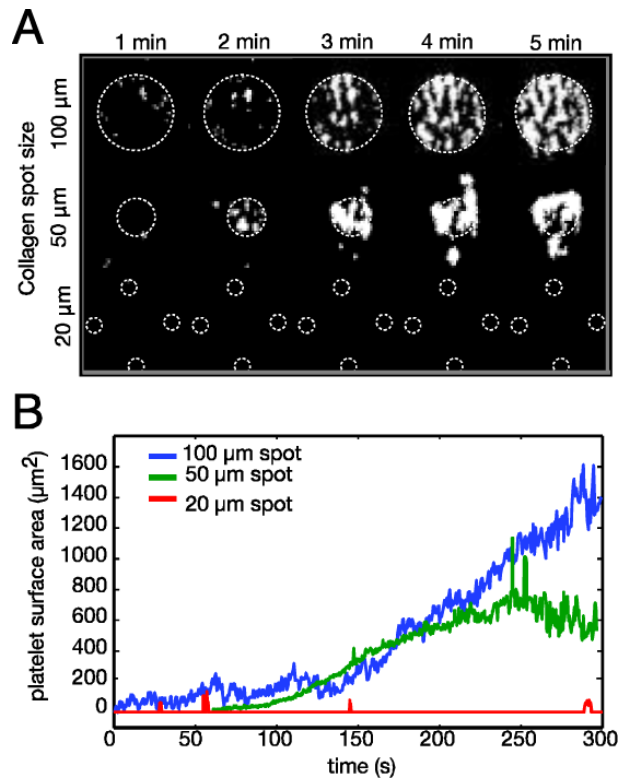 A
1 min 2 min 3 min 4 min 5 min
Collagen spot size
100 µm
50 µm
20 µm
B
platelet surface area (µm²)
1600
1400
1200
1000
800
600
400
200
0
100 µm spot
50 µm spot
20 µm spot
0 50 100 150 200 250 300
time (s)